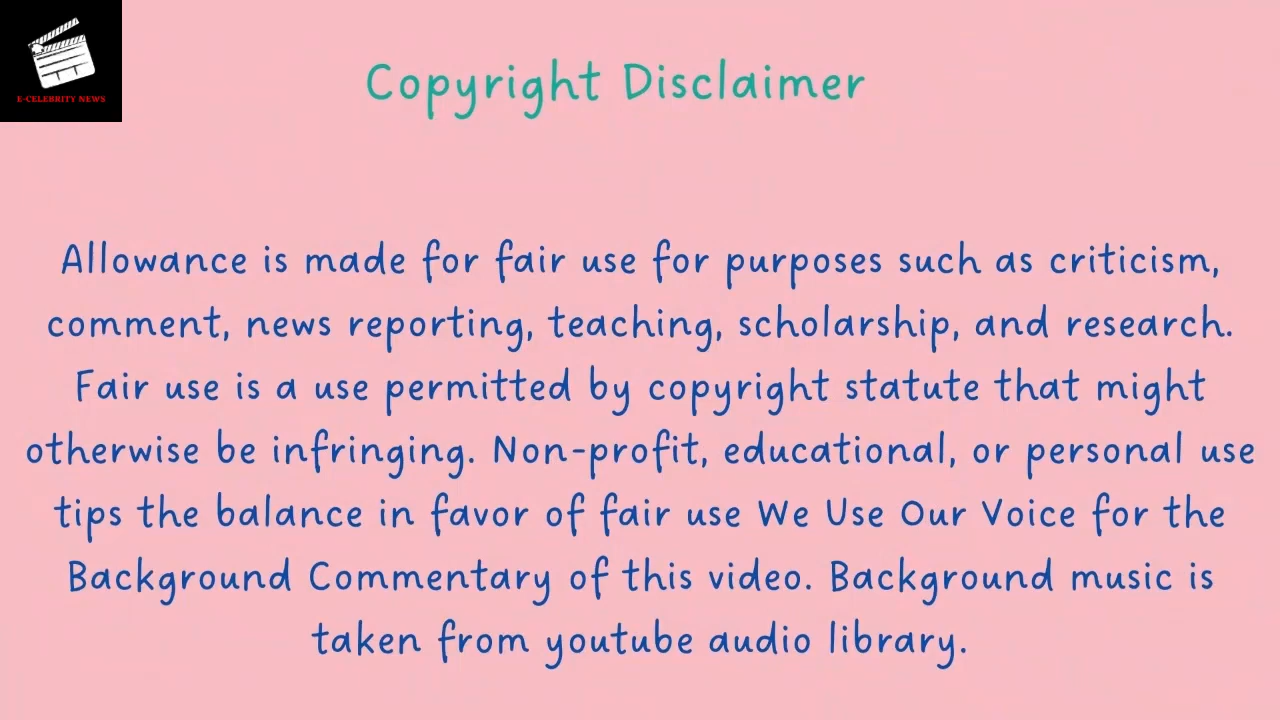 E-CELEBRITY NEWS
Copyright Disclaimer
Allowance is made for fair use for purposes such as criticism,
comment, news reporting, teaching, scholarship, and research.
Fair use is a use permitted by copyright statute that might
otherwise be infringing. Non-profit, educational, or personal use
tips the balance in favor of fair use We Use Our Voice for the
Background Commentary of this video. Background music is
taken from youtube audio library.